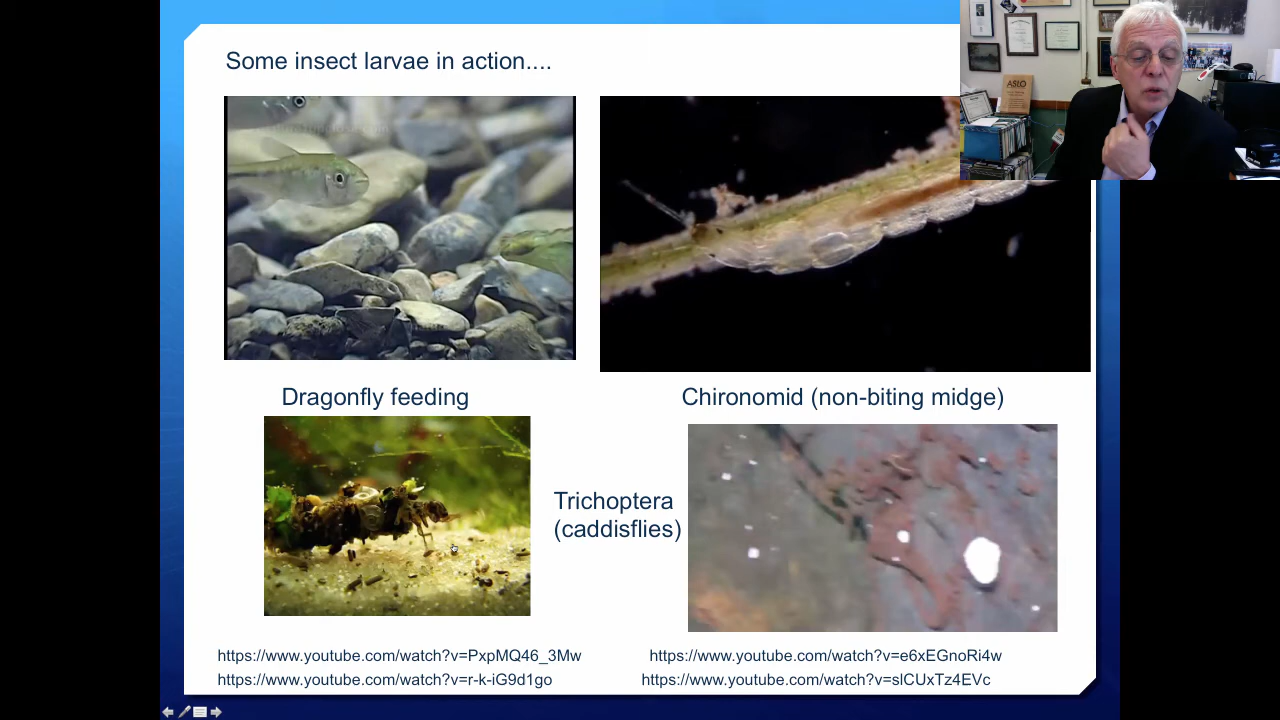 Some insect larvae in action....
ASLO
Dragonfly feeding
Chironomid (non-biting midge)
Trichoptera
(caddisflies)
https://www.youtube.com/watch?v=PxpMQ46_3Mw
https://www.youtube.com/watch?v=e6xEGnoRi4w
https://www.youtube.com/watch?v=r-k-iG9d1go
https://www.youtube.com/watch?v=slCUxTz4EVc